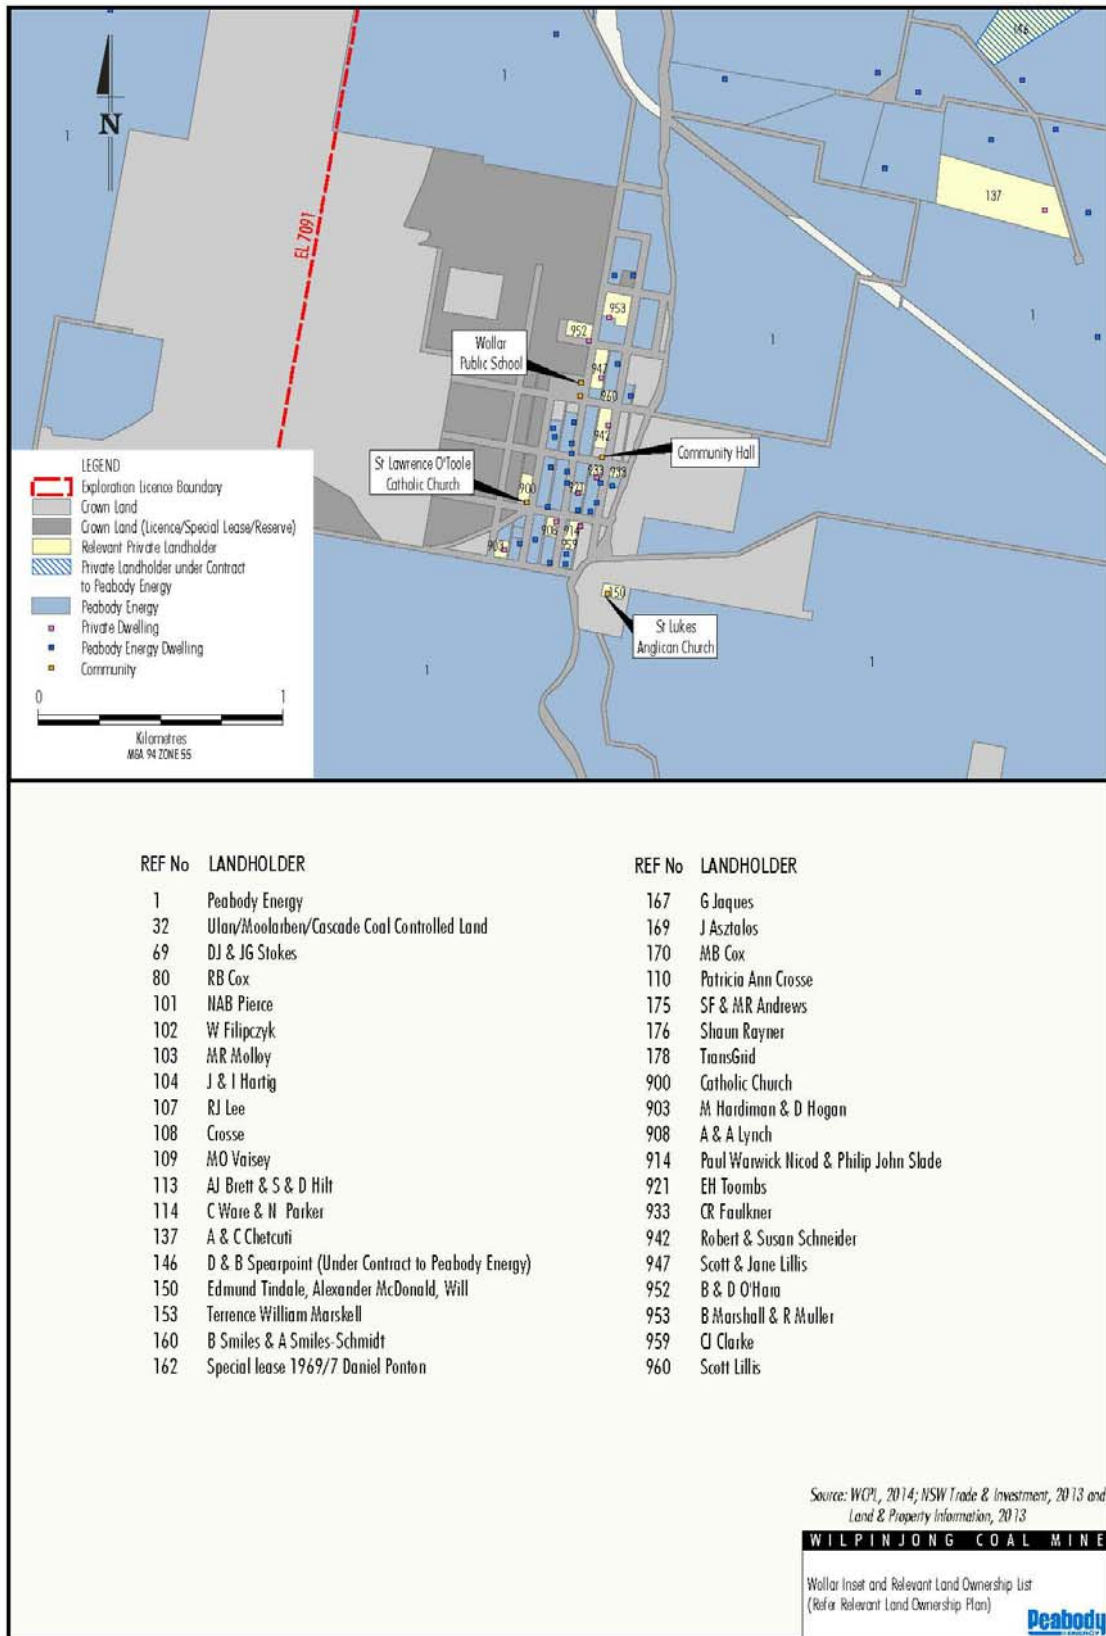 146
1
1
N
137
EL 7091
1
1
953
952
Wollar
Public School
947
960
942
Community Hall
St Lawrence O'Toole
Catholic Church
933
938
900
921
914
903
959
150
St Lukes
Anglican Church
1
1
LEGEND
Exploration Licence Boundary
Crown Land
Crown Land (Licence/Special Lease/Reserve)
Relevant Private Landholder
Private Landholder under Contract
to Peabody Energy
Peabody Energy
Private Dwelling
Peabody Energy Dwelling
Community
0 1
Kilometres
MGA 94 ZONE 55
REF No LANDHOLDER
1 Peabody Energy
32 Ulan/Moolarben/Cascade Coal Controlled Land
69 DJ & JG Stokes
80 RB Cox
101 NAB Pierce
102 W Filipczyk
103 MR Molloy
104 J & I Hartig
107 RJ Lee
108 Crosse
109 MO Vaisey
113 AJ Brett & S & D Hilt
114 C Ware & N Parker
137 A & C Chetcuti
146 D & B Spearpoint (Under Contract to Peabody Energy)
150 Edmund Tindale, Alexander McDonald, Will
153 Terrence William Marskell
160 B Smiles & A Smiles-Schmidt
162 Special lease 1969/7 Daniel Ponton
REF No LANDHOLDER
167 G Jaques
169 J Asztalos
170 MB Cox
110 Patricia Ann Crosse
175 SF & MR Andrews
176 Shaun Rayner
178 TransGrid
900 Catholic Church
903 M Hardiman & D Hogan
908 A & A Lynch
914 Paul Warwick Nicod & Philip John Slade
921 EH Toombs
933 CR Faulkner
942 Robert & Susan Schneider
947 Scott & Jane Lillis
952 B & D O'Hara
953 B Marshall & R Muller
959 CJ Clarke
960 Scott Lillis
Source: WCPL, 2014; NSW Trade & Investment, 2013 and
Land & Property Information, 2013
WILPINJONG COAL MINE
Wollar Inset and Relevant Land Ownership List
(Refer Relevant Land Ownership Plan)
Peabody
ENERGY